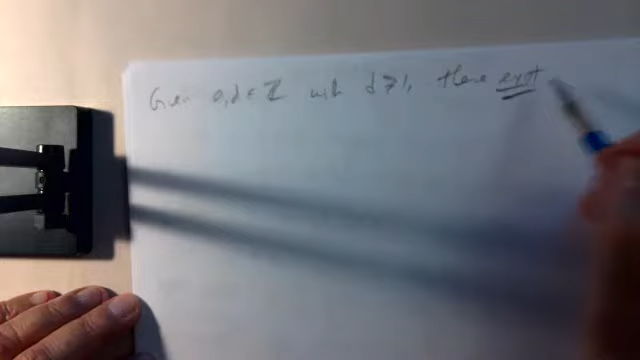 Given a, d ∈ ℤ with d ≥ 1, there exist